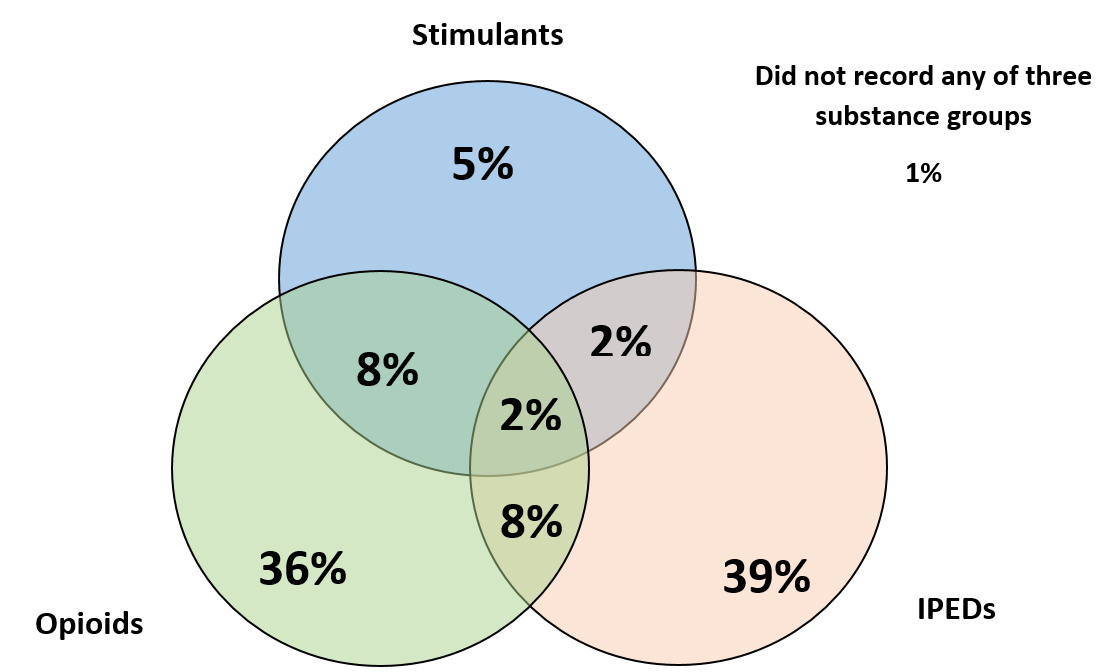 Stimulants
Did not record any of three
substance groups
1%
5%
2%
8%
2%
8%
36%
39%
IPEDs
Opioids